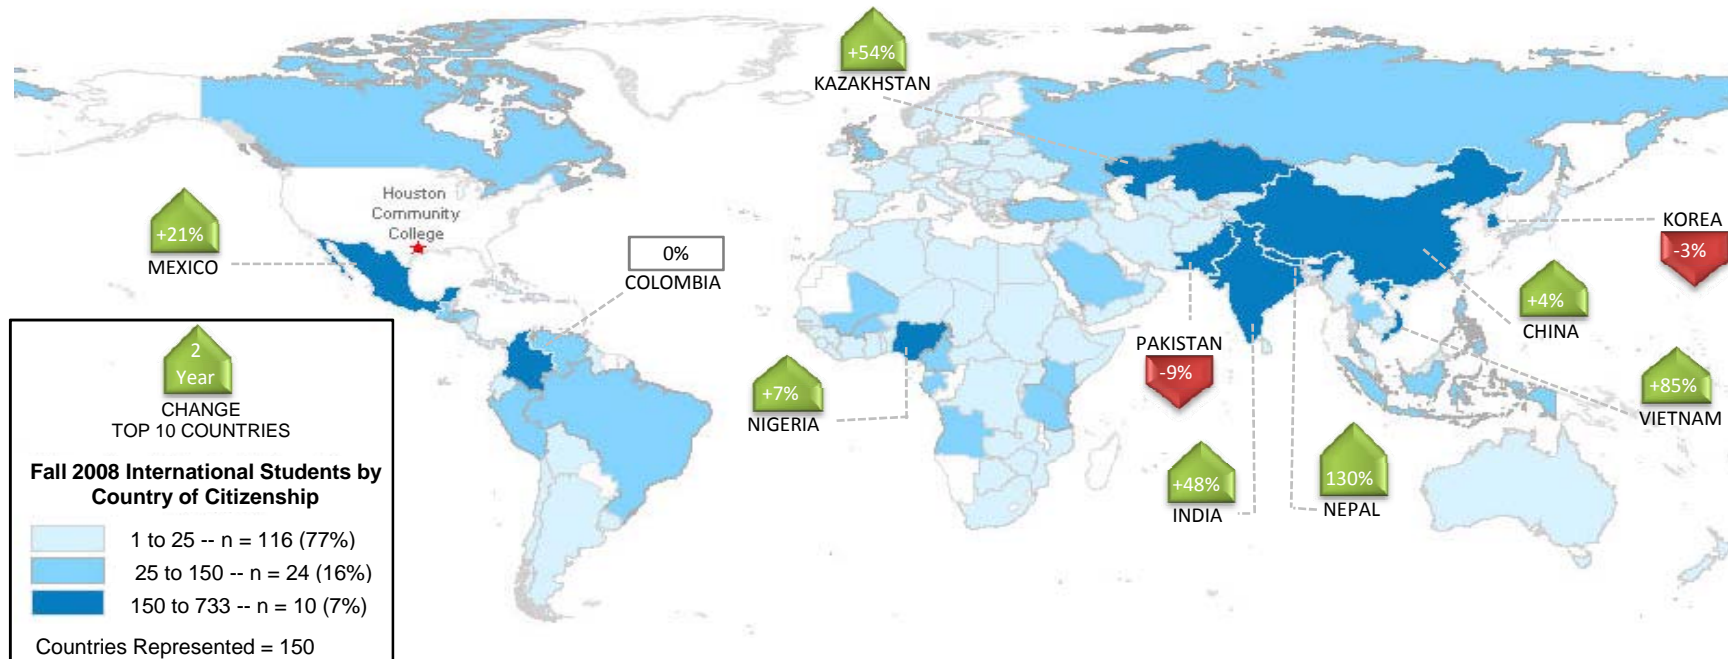 +54%
KAZAKHSTAN
Houston
Community
College
+21%
MEXICO
0%
COLOMBIA
KOREA
-3%
+4%
CHINA
PAKISTAN
-9%
+7%
NIGERIA
+85%
VIETNAM
+48%
INDIA
130%
NEPAL
2
Year
CHANGE
TOP 10 COUNTRIES
Fall 2008 International Students by
Country of Citizenship
1 to 25 -- n = 116 (77%)
25 to 150 -- n = 24 (16%)
150 to 733 -- n = 10 (7%)
Countries Represented = 150